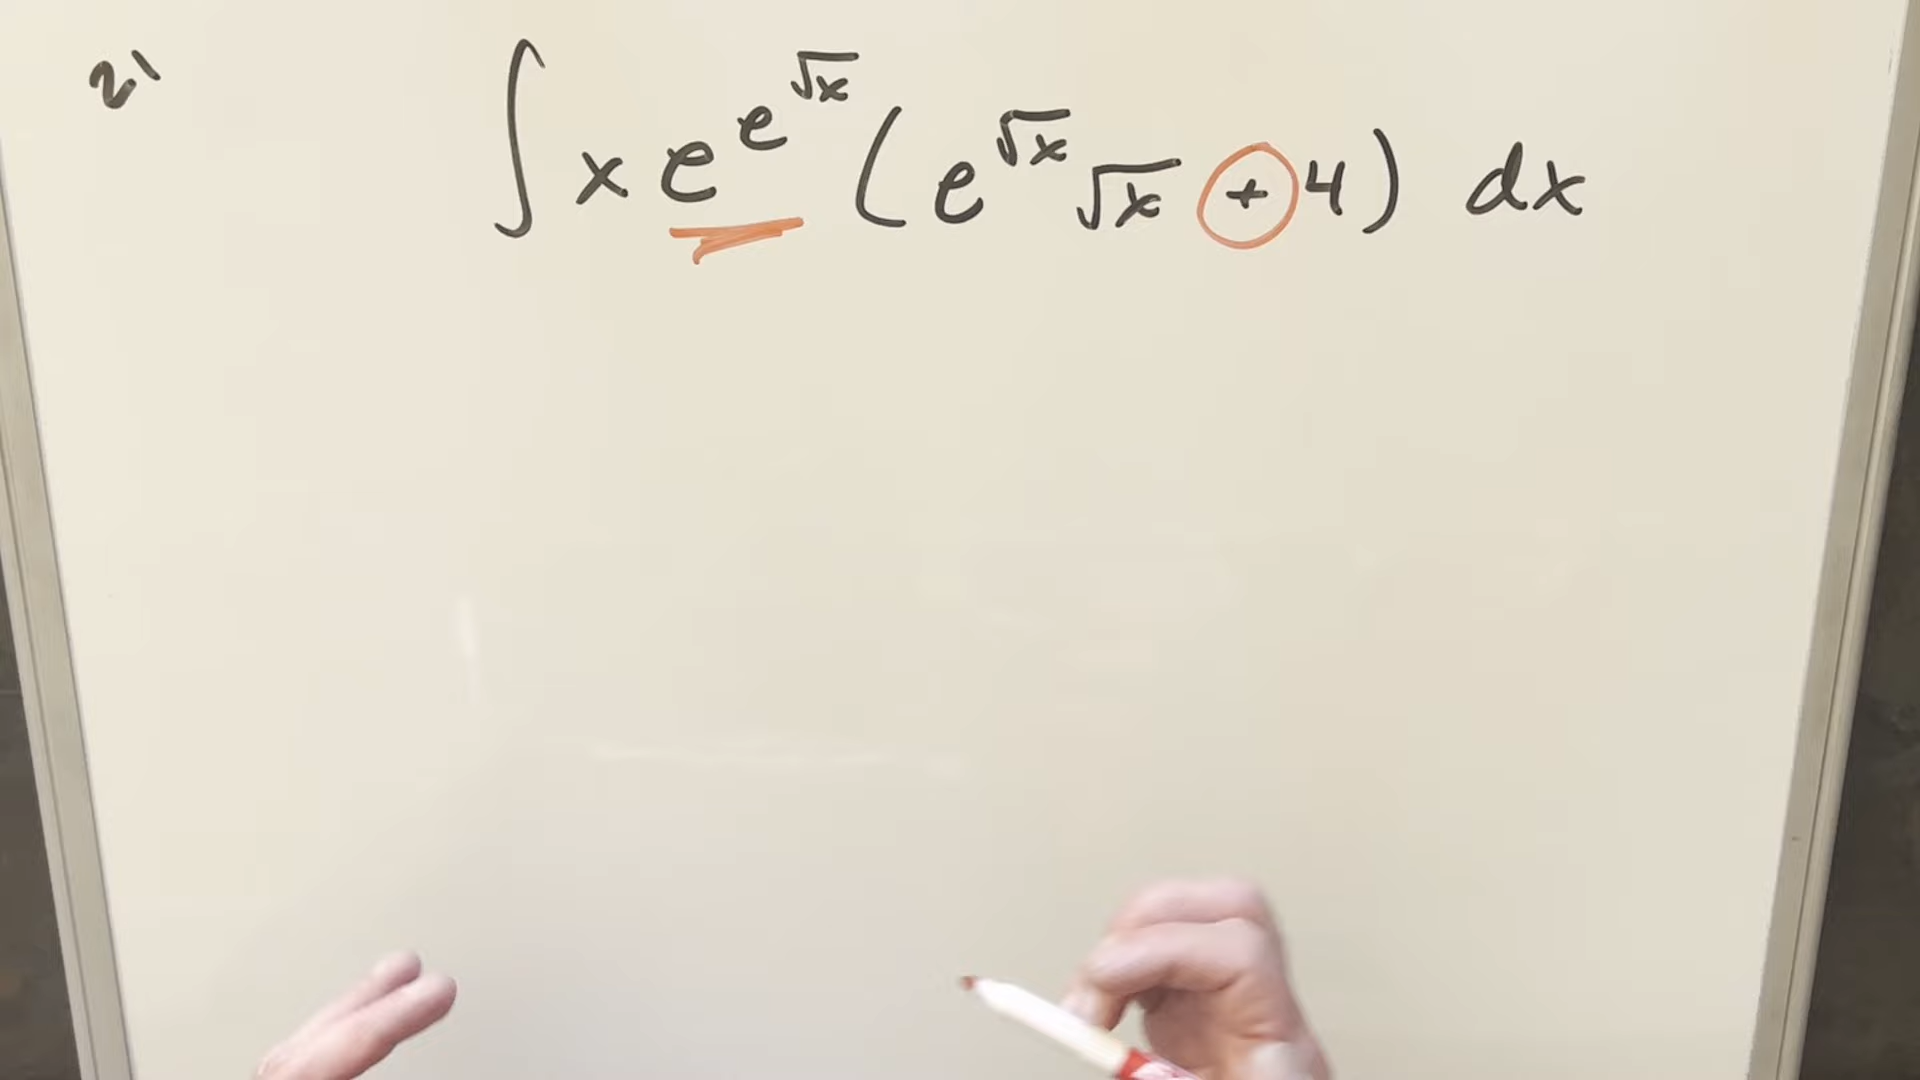 21 ∫ x e^{e^{√x}} ( e^{√x} √x + 4 ) dx